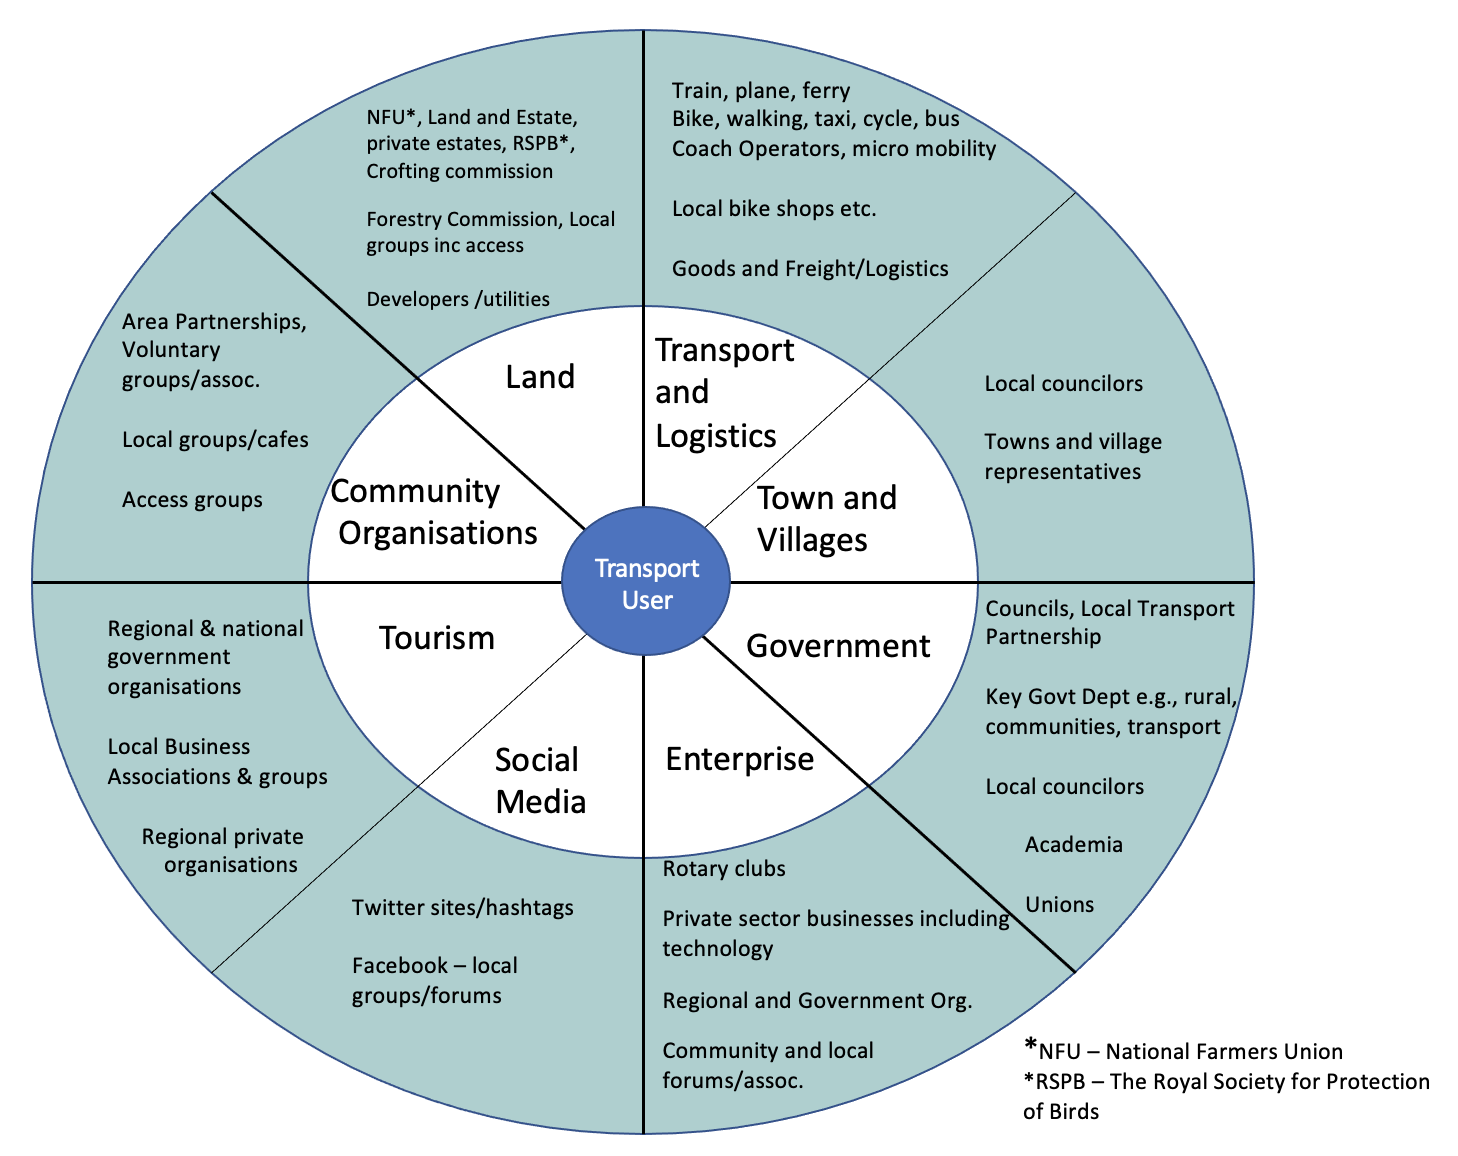 NFU*, Land and Estate,
private estates, RSPB*,
Crofting commission
Forestry Commission, Local
groups inc access
Developers /utilities
Train, plane, ferry
Bike, walking, taxi, cycle, bus
Coach Operators, micro mobility
Local bike shops etc.
Goods and Freight/Logistics
Area Partnerships,
Voluntary
groups/assoc.
Local groups/cafes
Access groups
Land
Transport
and
Logistics
Local councilors
Towns and village
representatives
Community
Organisations
Town and
Villages
Transport
User
Tourism
Government
Social
Media
Enterprise
Regional & national
government
organisations
Local Business
Associations & groups
Regional private
organisations
Councils, Local Transport
Partnership
Key Govt Dept e.g., rural,
communities, transport
Local councilors
Academia
Unions
Twitter sites/hashtags
Facebook – local
groups/forums
Rotary clubs
Private sector businesses including
technology
Regional and Government Org.
Community and local
forums/assoc.
*NFU – National Farmers Union
*RSPB – The Royal Society for Protection
of Birds